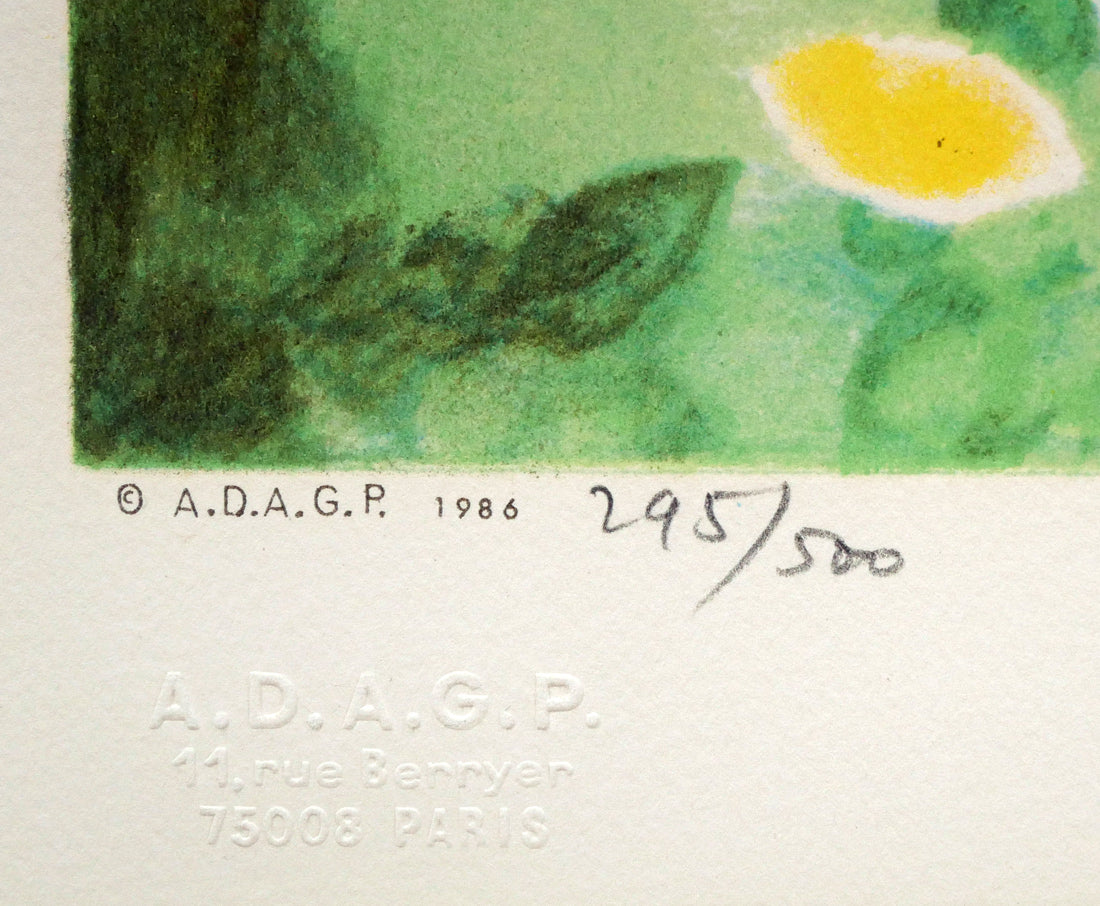 © A.D.A.G.P. 1986 295/500
A.D.A.G.P.
11, rue Berryer
75008 PARIS